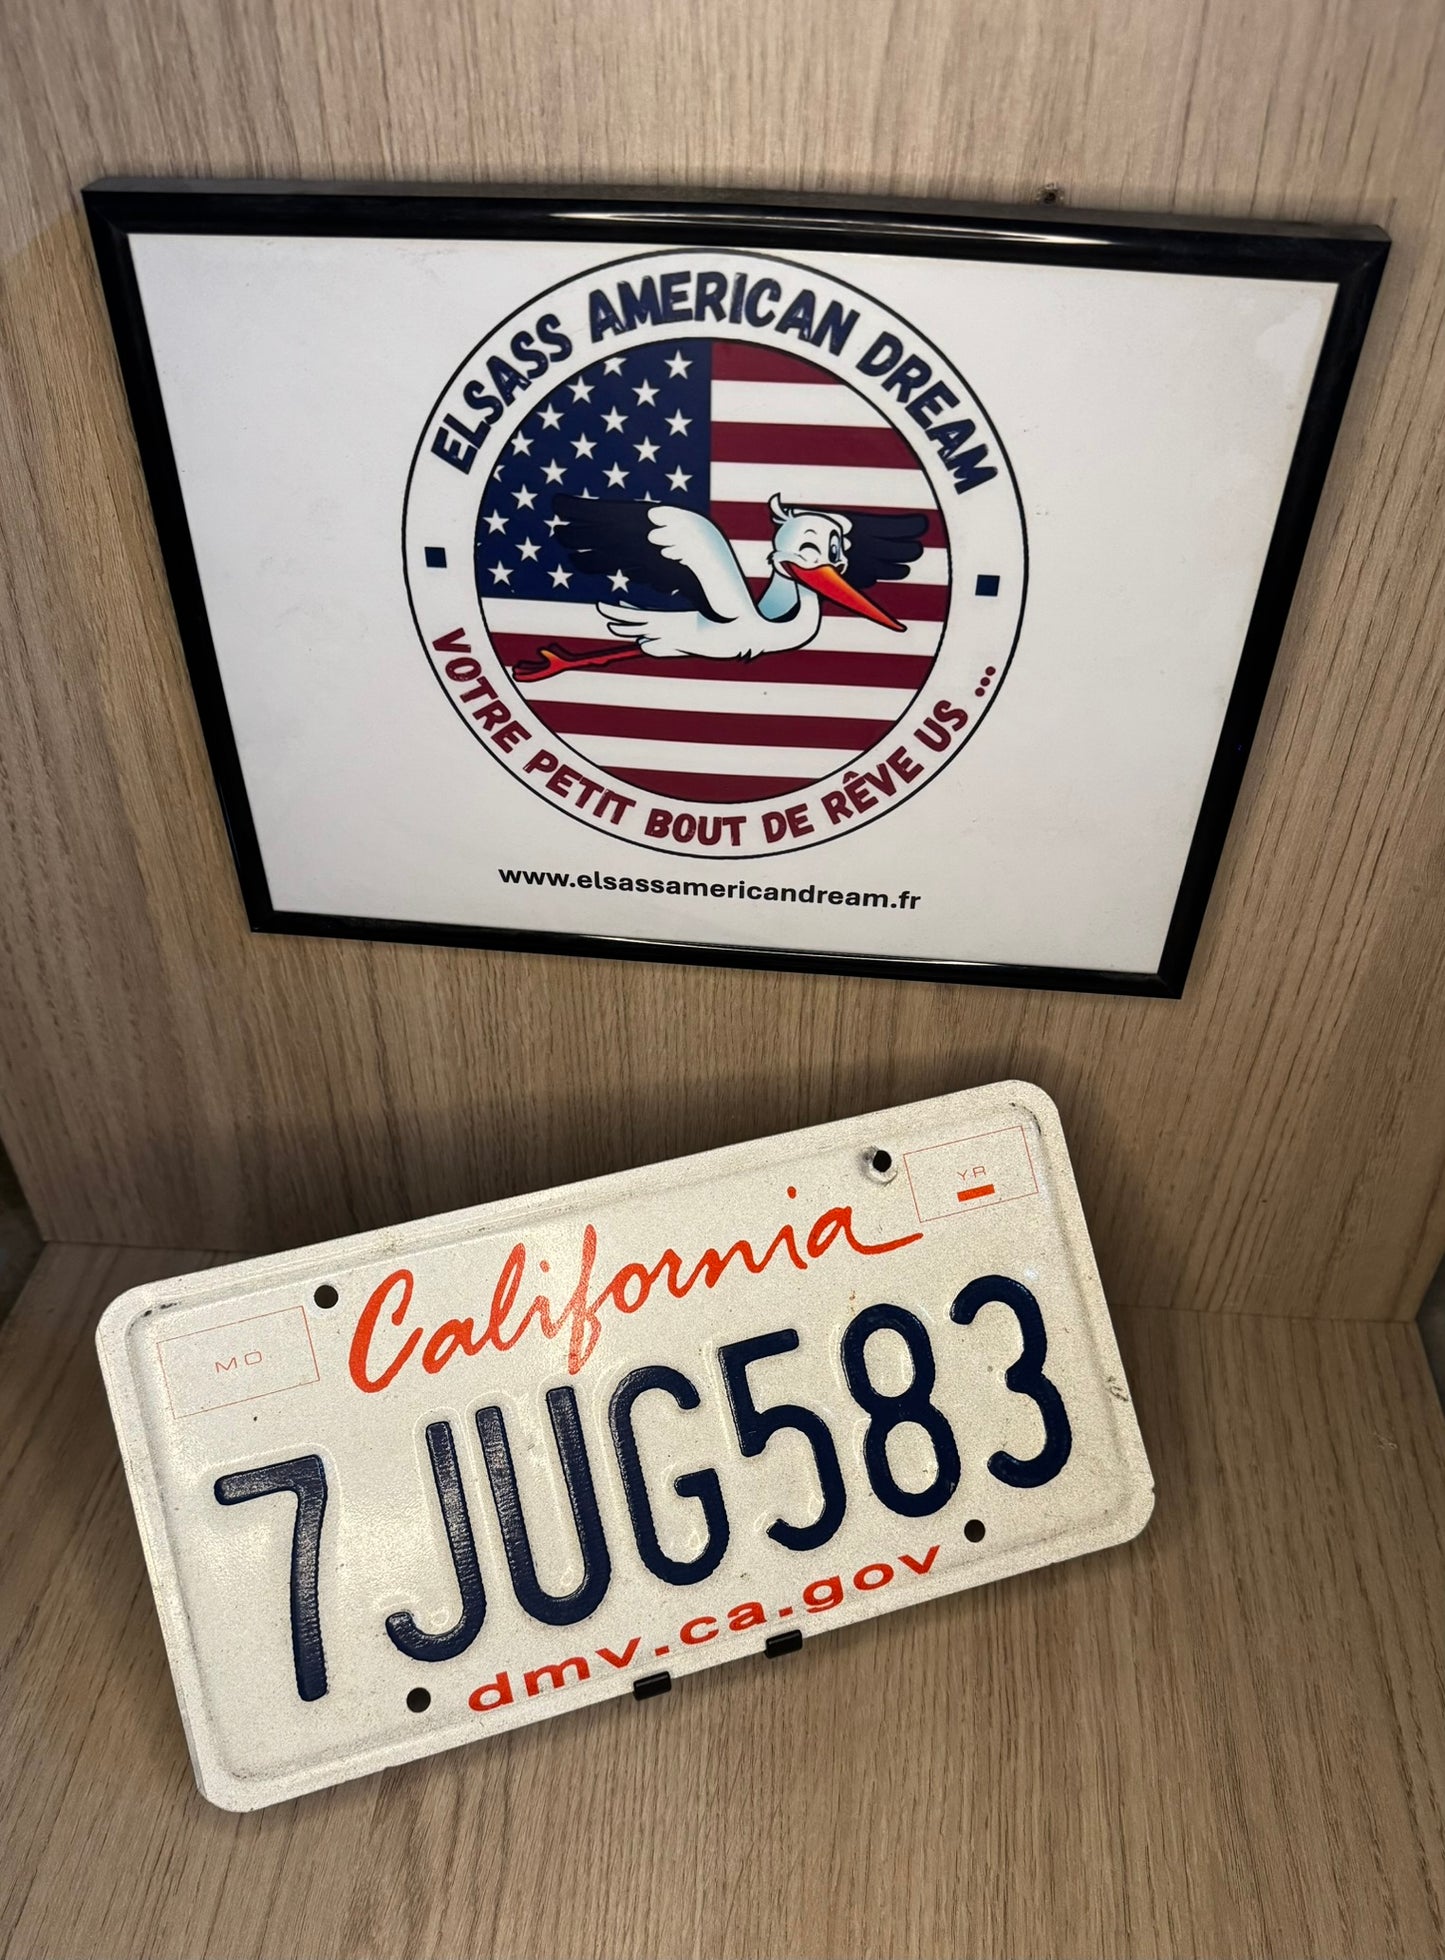 ELSASS AMERICAN DREAM
VOTRE PETIT BOUT DE RÊVE US ...
www.elsassamericandream.fr
MO
California
YR
7JUG583
dmv.ca.gov